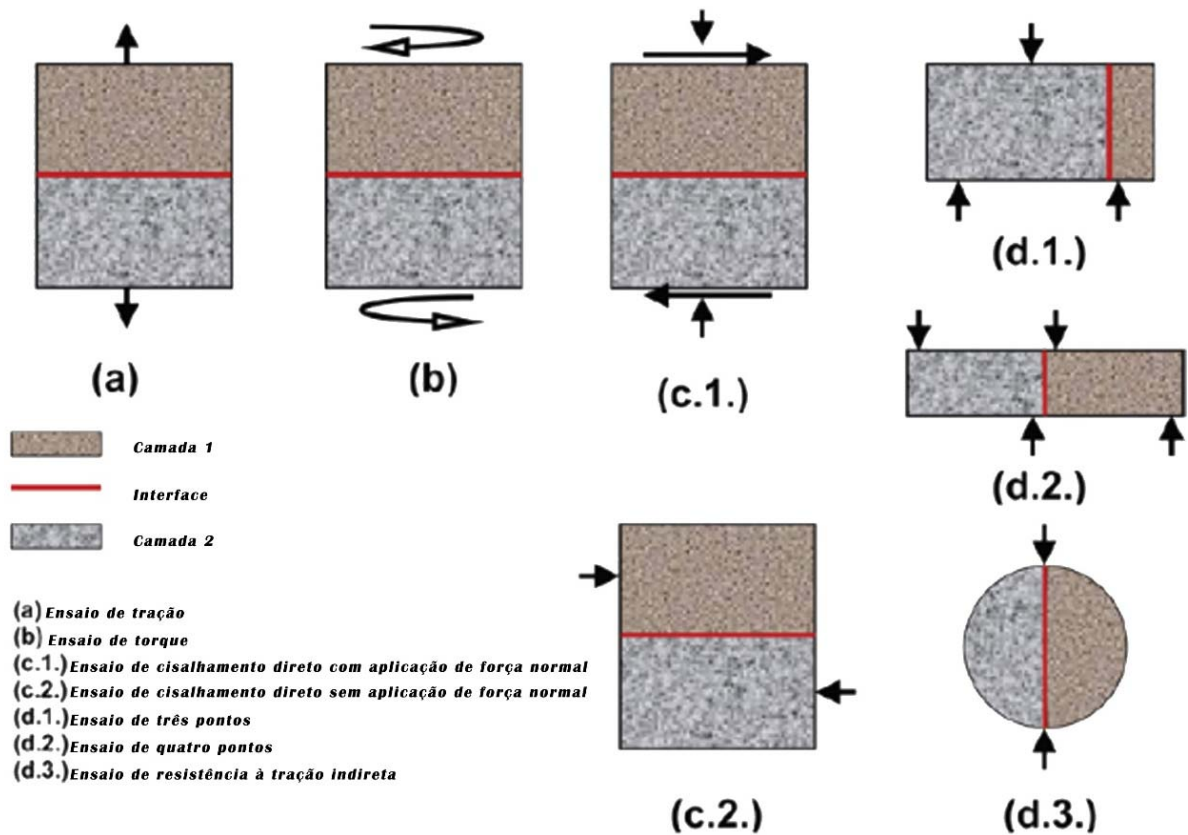 (a)
(b)
(c.1.)
(d.1.)
(d.2.)
Camada 1
Interface
Camada 2
(a) Ensaio de tração
(b) Ensaio de torque
(c.1.) Ensaio de cisalhamento direto com aplicação de força normal
(c.2.) Ensaio de cisalhamento direto sem aplicação de força normal
(d.1.) Ensaio de três pontos
(d.2.) Ensaio de quatro pontos
(d.3.) Ensaio de resistência à tração indireta
(c.2.)
(d.3.)